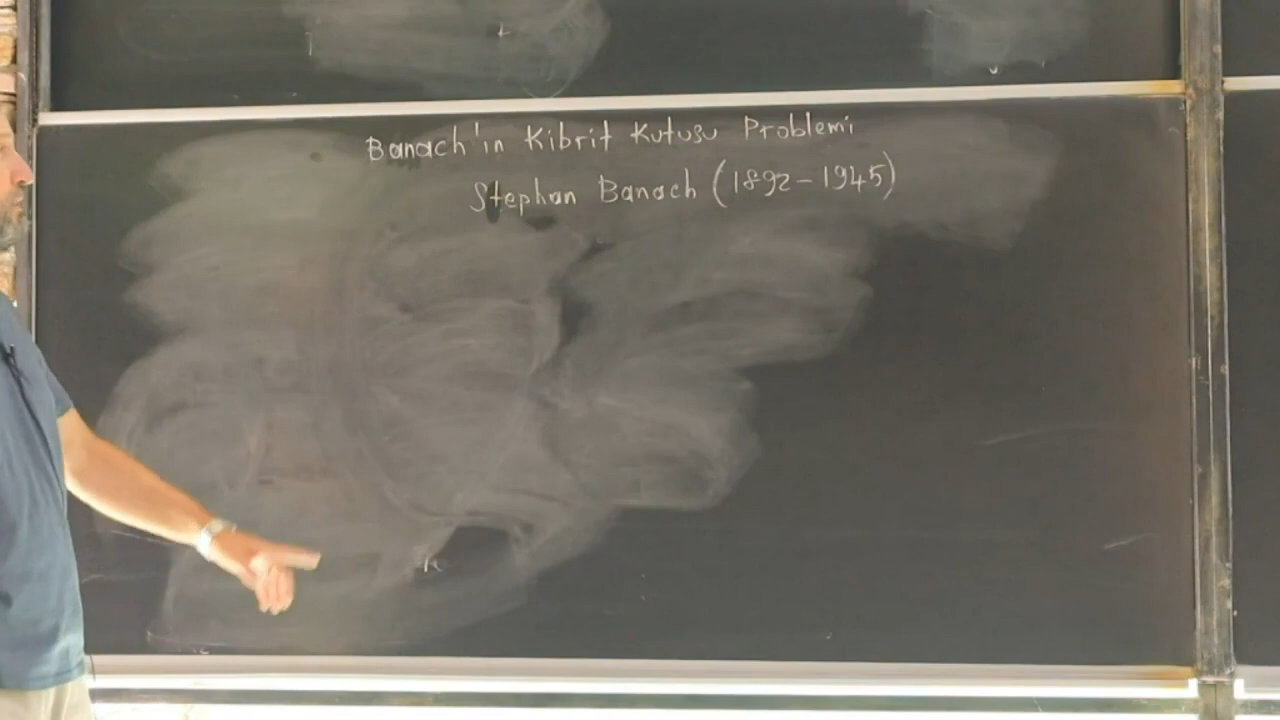 Banach'ın Kibrit Kutusu Problemi
Stephan Banach (1892-1945)